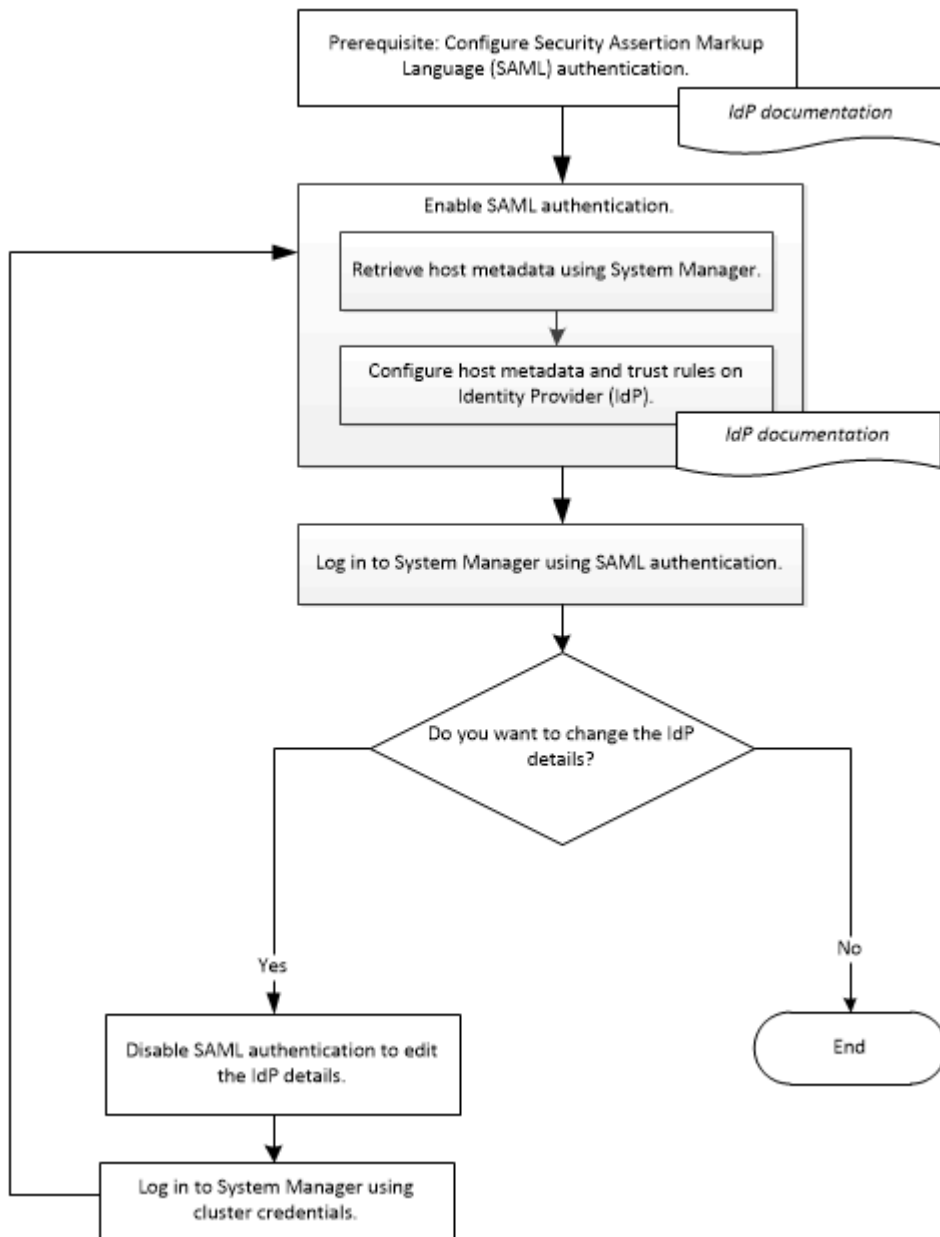 Prerequisite: Configure Security Assertion Markup
Language (SAML) authentication.
IdP documentation
Enable SAML authentication.
Retrieve host metadata using System Manager.
Configure host metadata and trust rules on
Identity Provider (IdP).
IdP documentation
Log in to System Manager using SAML authentication.
Do you want to change the IdP
details?
Yes
No
Disable SAML authentication to edit
the IdP details.
End
Log in to System Manager using
cluster credentials.